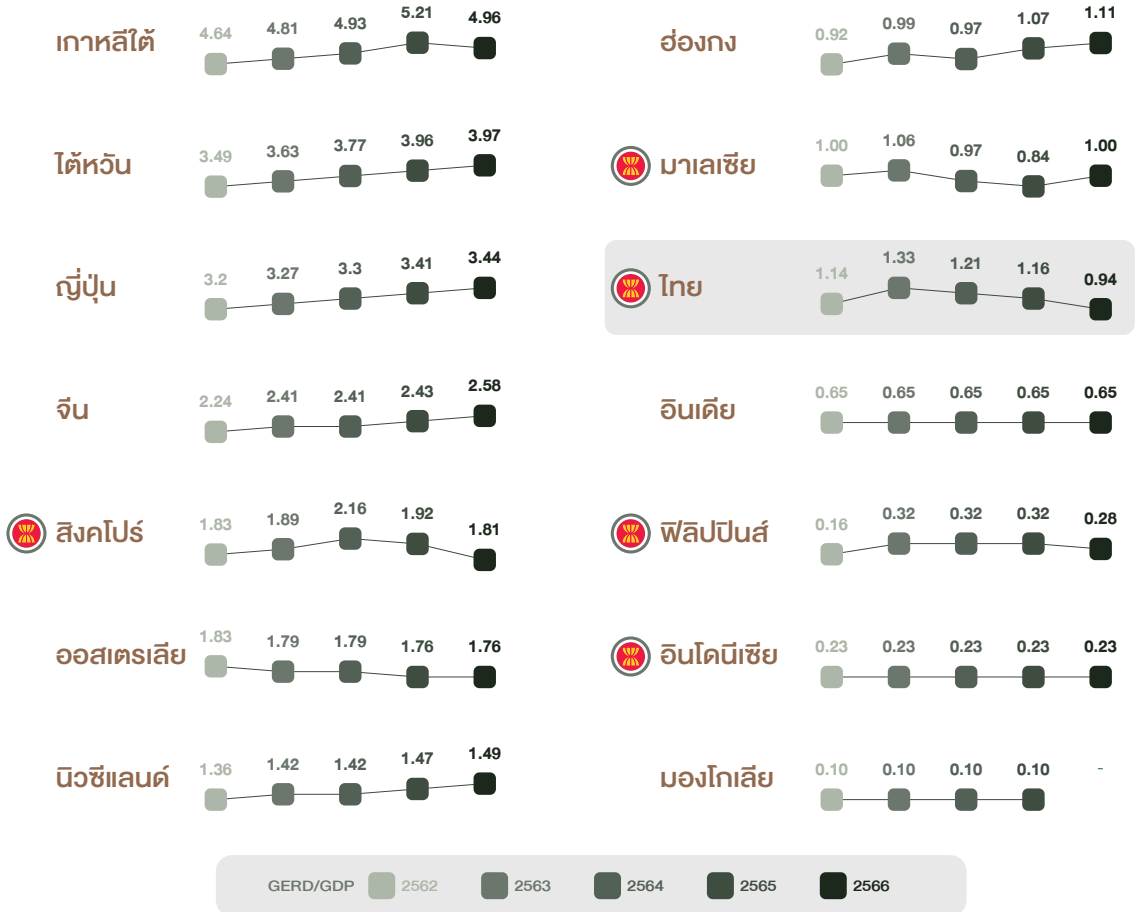 เกาหลีใต้ 4.64 4.81 4.93 5.21 4.96
ไต้หวัน 3.49 3.63 3.77 3.96 3.97
ญี่ปุ่น 3.2 3.27 3.3 3.41 3.44
จีน 2.24 2.41 2.41 2.43 2.58
สิงคโปร์ 1.83 1.89 2.16 1.92 1.81
ออสเตรเลีย 1.83 1.79 1.79 1.76 1.76
นิวซีแลนด์ 1.36 1.42 1.42 1.47 1.49
ฮ่องกง 0.92 0.99 0.97 1.07 1.11
มาเลเซีย 1.00 1.06 0.97 0.84 1.00
ไทย 1.14 1.33 1.21 1.16 0.94
อินเดีย 0.65 0.65 0.65 0.65 0.65
ฟิลิปปินส์ 0.16 0.32 0.32 0.32 0.28
อินโดนีเซีย 0.23 0.23 0.23 0.23 0.23
มองโกเลีย 0.10 0.10 0.10 0.10 -
GERD/GDP 2562 2563 2564 2565 2566